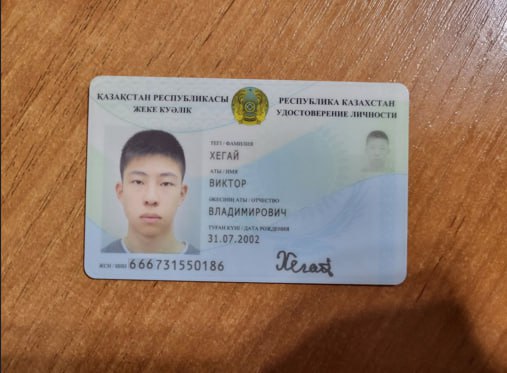 ҚАЗАҚСТАН РЕСПУБЛИКАСЫ
ЖЕКЕ КУӘЛІК
РЕСПУБЛИКА КАЗАХСТАН
УДОСТОВЕРЕНИЕ ЛИЧНОСТИ
ТЕГІ / ФАМИЛИЯ
ХЕГАЙ
АТЫ / ИМЯ
ВИКТОР
ӘКЕСІНІҢ АТЫ / ОТЧЕСТВО
ВЛАДИМИРОВИЧ
ТУҒАН КҮНІ / ДАТА РОЖДЕНИЯ
31.07.2002
ЖСН / ИИН 666731550186
Хегай